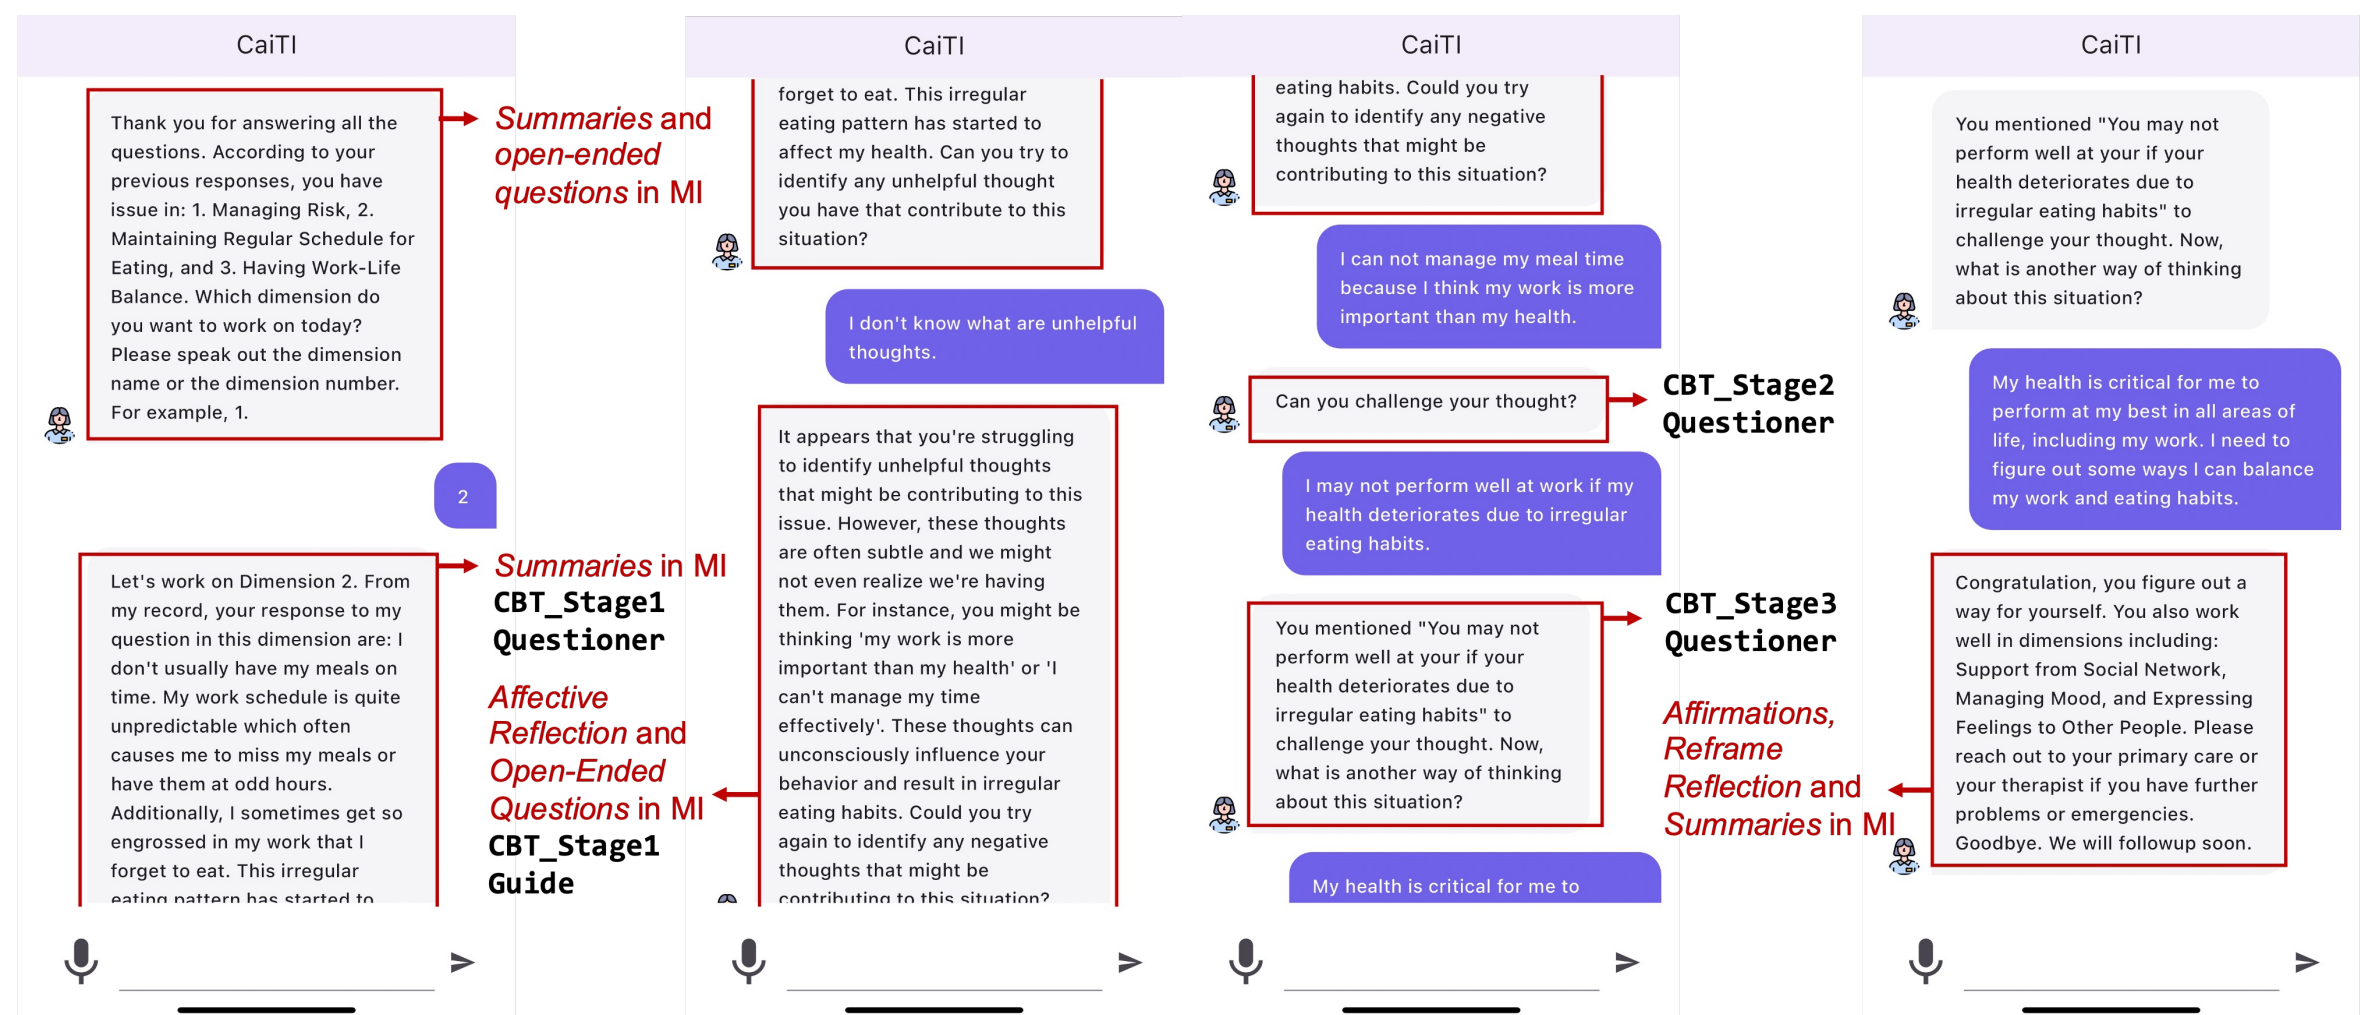 CaiTI
Thank you for answering all the
questions. According to your
previous responses, you have
issue in: 1. Managing Risk, 2.
Maintaining Regular Schedule for
Eating, and 3. Having Work-Life
Balance. Which dimension do
you want to work on today?
Please speak out the dimension
name or the dimension number.
For example, 1.
2
Let's work on Dimension 2. From
my record, your response to my
question in this dimension are: I
don't usually have my meals on
time. My work schedule is quite
unpredictable which often
causes me to miss my meals or
have them at odd hours.
Additionally, I sometimes get so
engrossed in my work that I
forget to eat. This irregular
eating pattern has started to
Summaries and
open-ended
questions in MI
Summaries in MI
CBT_Stage1
Questioner
Affective
Reflection and
Open-Ended
Questions in MI
CBT_Stage1
Guide
CaiTI
forget to eat. This irregular
eating pattern has started to
affect my health. Can you try to
identify any unhelpful thought
you have that contribute to this
situation?
I don't know what are unhelpful
thoughts.
It appears that you're struggling
to identify unhelpful thoughts
that might be contributing to this
issue. However, these thoughts
are often subtle and we might
not even realize we're having
them. For instance, you might be
thinking 'my work is more
important than my health' or 'I
can't manage my time
effectively'. These thoughts can
unconsciously influence your
behavior and result in irregular
eating habits. Could you try
again to identify any negative
thoughts that might be
contributing to this situation?
CaiTI
eating habits. Could you try
again to identify any negative
thoughts that might be
contributing to this situation?
I can not manage my meal time
because I think my work is more
important than my health.
Can you challenge your thought?
I may not perform well at work if my
health deteriorates due to irregular
eating habits.
You mentioned "You may not
perform well at your if your
health deteriorates due to
irregular eating habits" to
challenge your thought. Now,
what is another way of thinking
about this situation?
My health is critical for me to
CBT_Stage2
Questioner
CBT_Stage3
Questioner
Affirmations,
Reframe
Reflection and
Summaries in MI
CaiTI
You mentioned "You may not
perform well at your if your
health deteriorates due to
irregular eating habits" to
challenge your thought. Now,
what is another way of thinking
about this situation?
My health is critical for me to
perform at my best in all areas of
life, including my work. I need to
figure out some ways I can balance
my work and eating habits.
Congratulation, you figure out a
way for yourself. You also work
well in dimensions including:
Support from Social Network,
Managing Mood, and Expressing
Feelings to Other People. Please
reach out to your primary care or
your therapist if you have further
problems or emergencies.
Goodbye. We will followup soon.